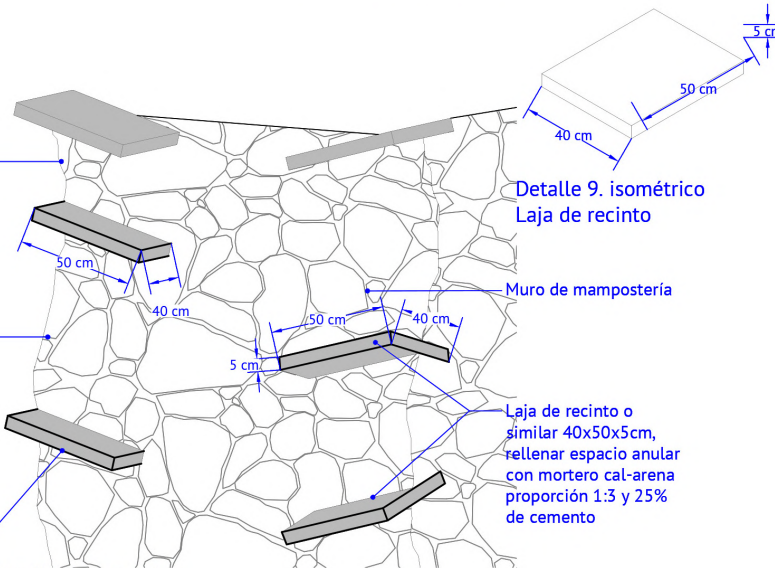 5 cm
50 cm
40 cm
Detalle 9. isométrico
Laja de recinto
50 cm
40 cm
Muro de mampostería
50 cm
40 cm
5 cm
Laja de recinto o
similar 40x50x5cm,
rellenar espacio anular
con mortero cal-arena
proporción 1:3 y 25%
de cemento